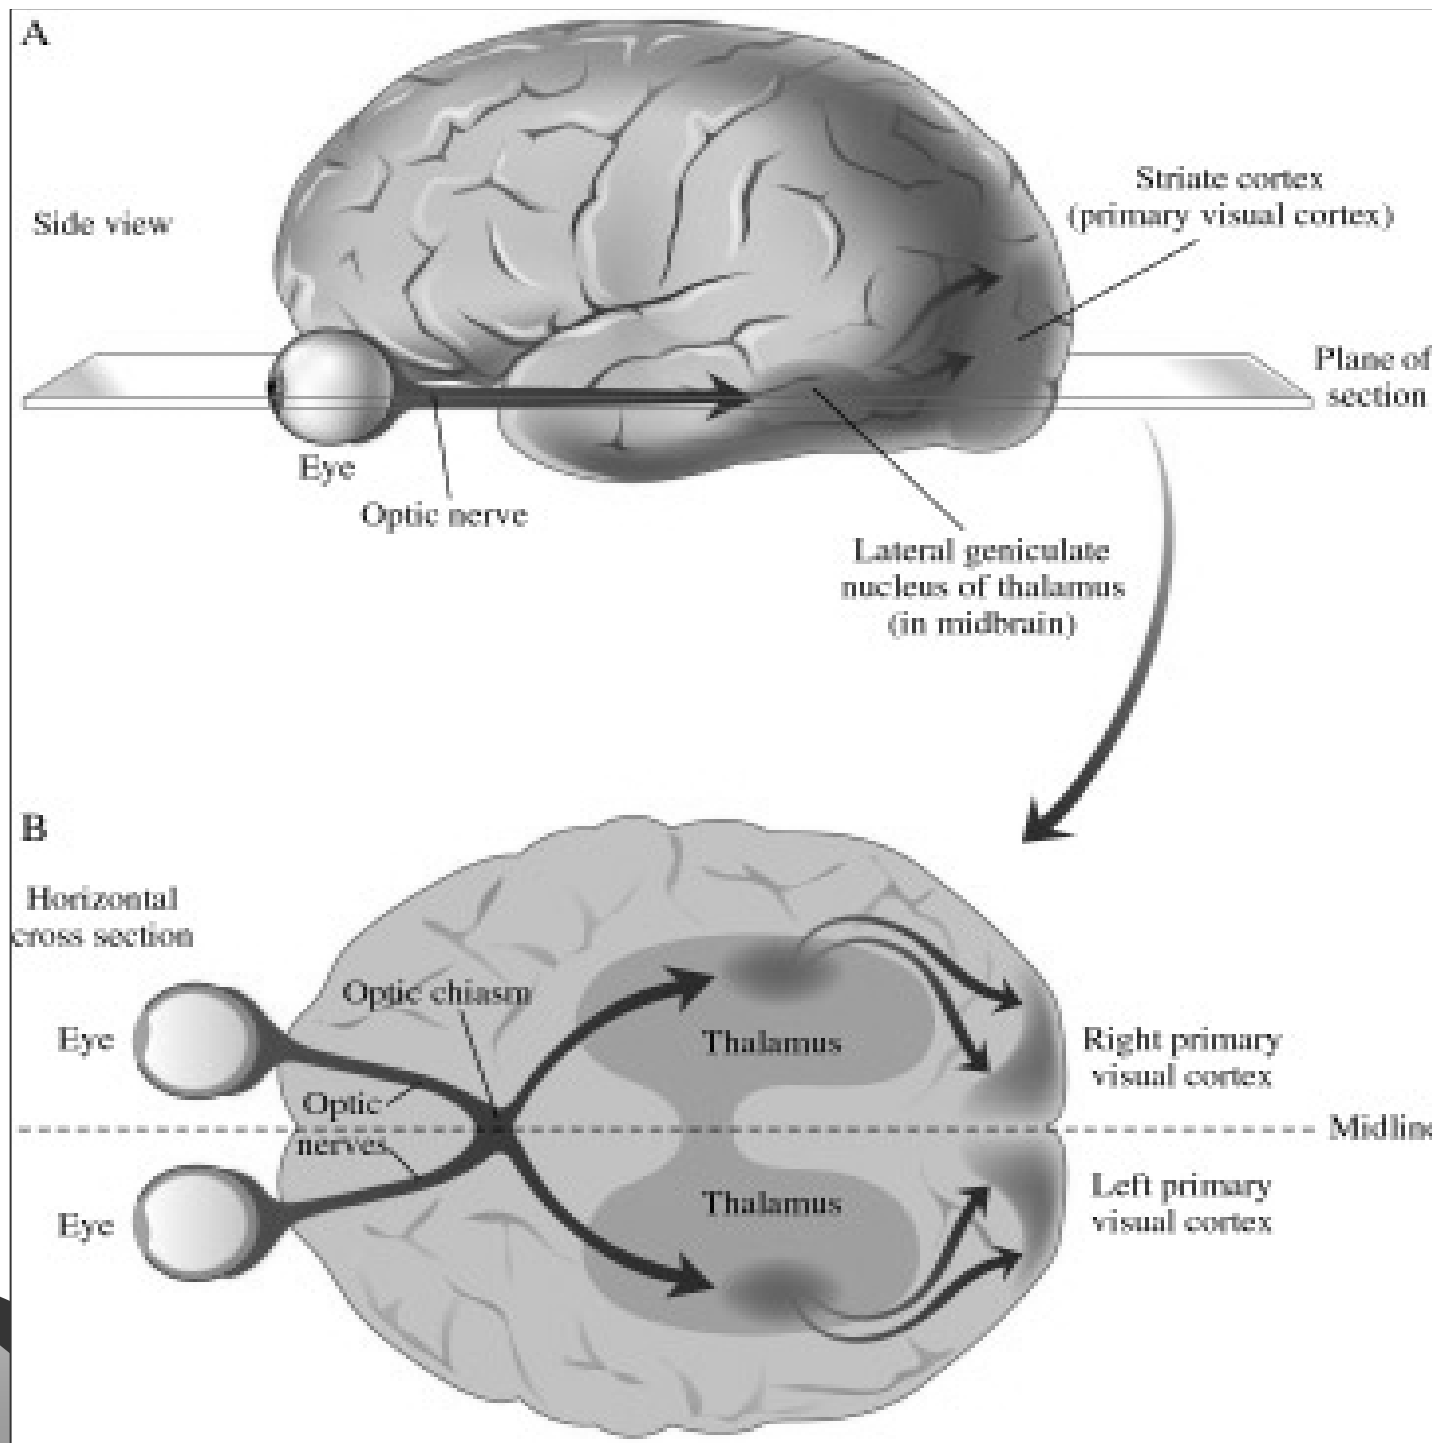 A
Side view
Striate cortex
(primary visual cortex)
Plane of
section
Eye
Optic nerve
Lateral geniculate
nucleus of thalamus
(in midbrain)
B
Horizontal
cross section
Optic chiasm
Eye
Thalamus
Right primary
visual cortex
Optic
nerves
Midline
Eye
Thalamus
Left primary
visual cortex